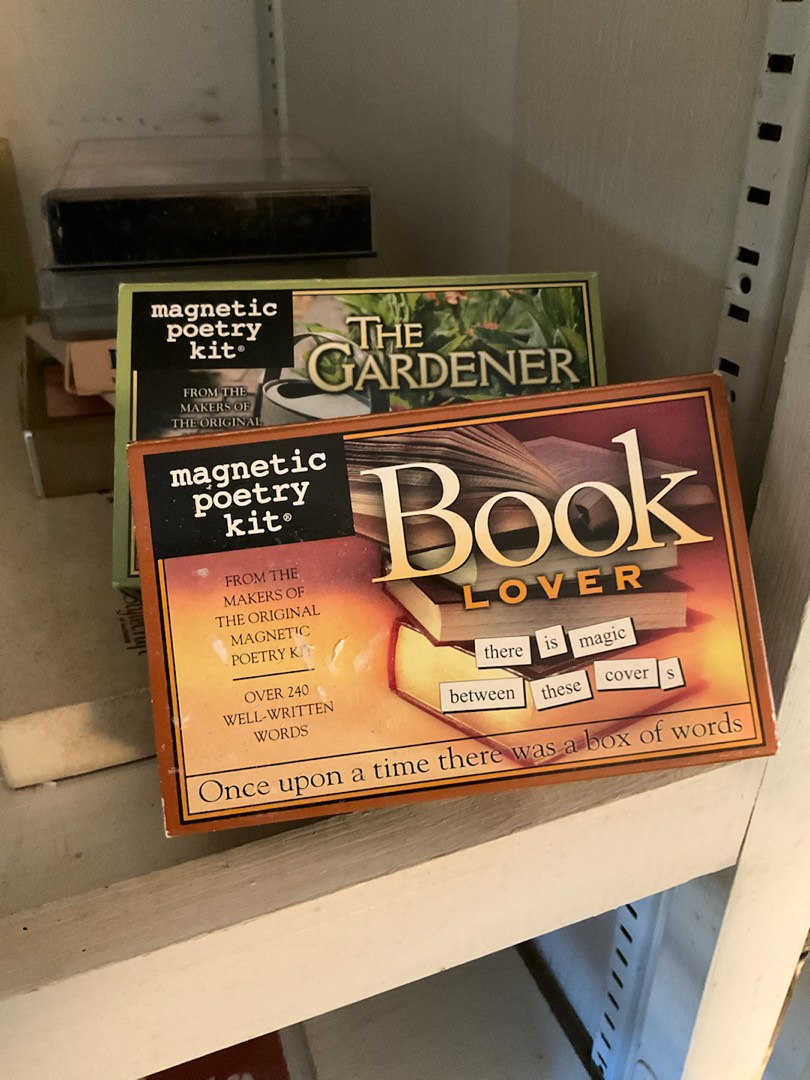 magnetic
poetry
kit®
THE
GARDENER
FROM THE
MAKERS OF
THE ORIGINAL
magnetic
poetry
kit®
Book
LOVER
FROM THE
MAKERS OF
THE ORIGINAL
MAGNETIC
POETRY KIT
OVER 240
WELL-WRITTEN
WORDS
there is magic
between these cover s
Once upon a time there was a box of words